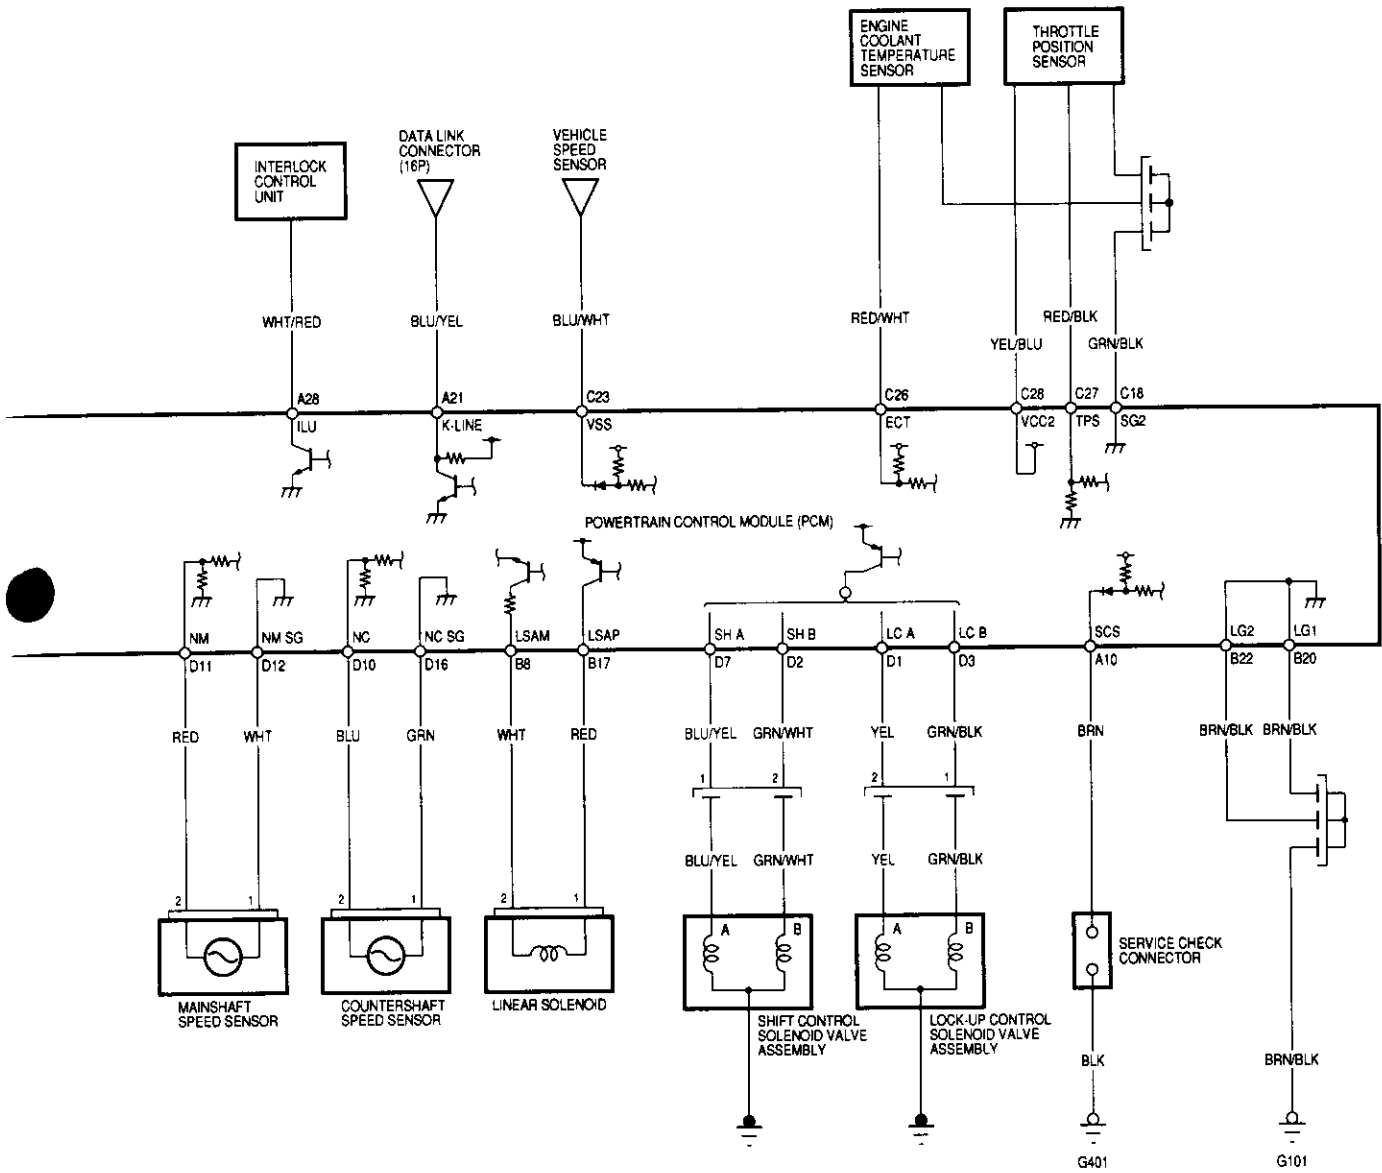 ENGINE
COOLANT
TEMPERATURE
SENSOR
THROTTLE
POSITION
SENSOR
DATA LINK
CONNECTOR
(16P)
VEHICLE
SPEED
SENSOR
INTERLOCK
CONTROL
UNIT
WHT/RED
BLU/YEL
BLU/WHT
RED/WHT
RED/BLK
YEL/BLU
GRN/BLK
A28
A21
C23
C26
C28
C27
C18
ILU
K-LINE
VSS
ECT
VCC2
TPS
SG2
POWERTRAIN CONTROL MODULE (PCM)
NM
NM SG
NC
NC SG
LSAM
LSAP
SH A
SH B
LC A
LC B
SCS
LG2
LG1
D11
D12
D10
D16
B8
B17
D7
D2
D1
D3
A10
B22
B20
RED
WHT
BLU
GRN
WHT
RED
BLU/YEL
GRN/WHT
YEL
GRN/BLK
BRN
BRN/BLK
BRN/BLK
1
2
2
1
BLU/YEL
GRN/WHT
YEL
GRN/BLK
2
1
2
1
2
1
A
B
A
B
MAINSHAFT
SPEED SENSOR
COUNTERSHAFT
SPEED SENSOR
LINEAR SOLENOID
SHIFT CONTROL
SOLENOID VALVE
ASSEMBLY
LOCK-UP CONTROL
SOLENOID VALVE
ASSEMBLY
SERVICE CHECK
CONNECTOR
BLK
BRN/BLK
G401
G101